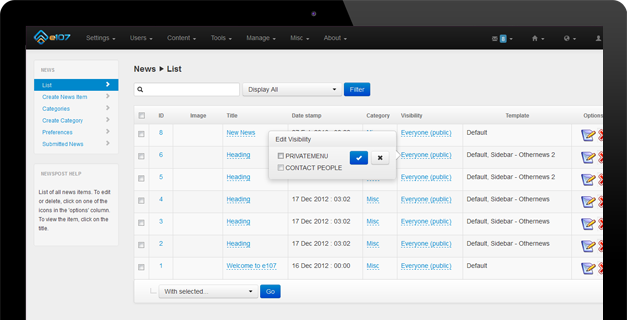 e107 Settings Users Content Tools Manage Misc About
8
NEWS
List
Create News Item
Categories
Create Category
Preferences
Submitted News
NEWSPOST HELP
List of all news items. To edit
or delete, click on one of the
icons in the 'options' column.
To view the item, click on the
title.
News List
Display All Filter
ID Image Title Date stamp Category Visibility Template Options
8 New News Everyone (public) Default
Edit Visibility
PRIVATEMENU
CONTACT PEOPLE
6 Heading Everyone (public) Default, Sidebar - Othernews 2
5 Heading Everyone (public) Default, Sidebar - Othernews 2
4 Heading 17 Dec 2012 : 03:02 Misc Everyone (public) Default, Sidebar - Othernews
3 Heading 17 Dec 2012 : 03:02 Misc Everyone (public) Default, Sidebar - Othernews
2 Heading 17 Dec 2012 : 03:02 Misc Everyone (public) Default, Sidebar - Othernews
1 Welcome to e107 16 Dec 2012 : 00:00 Misc Everyone (public) Default
With selected... Go